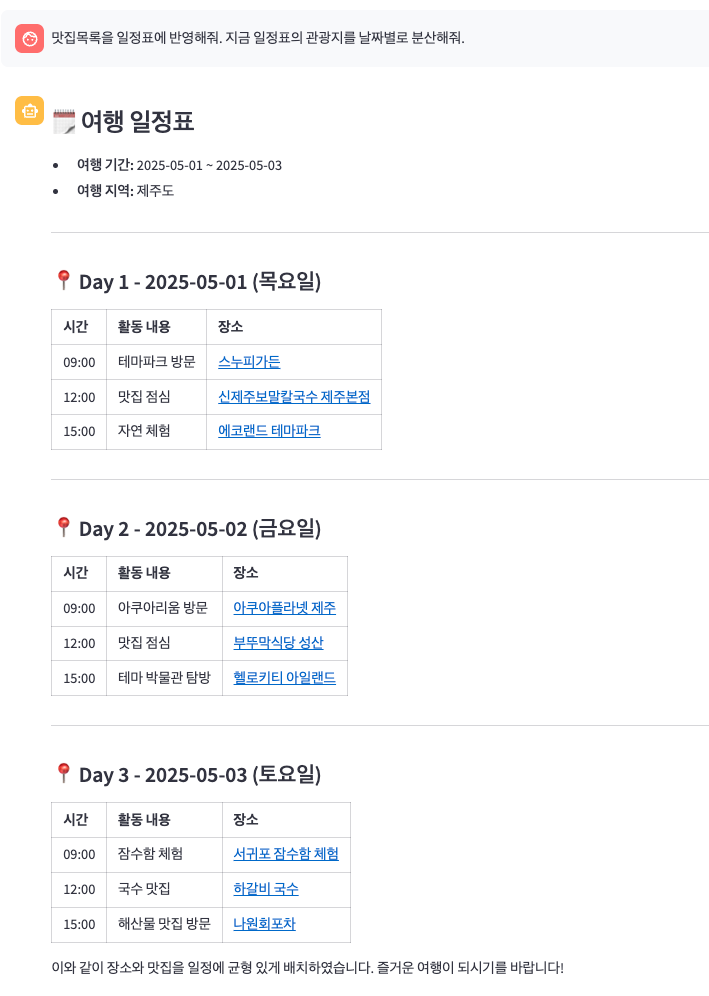 맛집목록을 일정표에 반영해줘. 지금 일정표의 관광지를 날짜별로 분산해줘.
여행 일정표
여행 기간: 2025-05-01 ~ 2025-05-03
여행 지역: 제주도
Day 1 - 2025-05-01 (목요일)
시간 활동 내용 장소
09:00 테마파크 방문 스누피가든
12:00 맛집 점심 신제주보말칼국수 제주본점
15:00 자연 체험 에코랜드 테마파크
Day 2 - 2025-05-02 (금요일)
시간 활동 내용 장소
09:00 아쿠아리움 방문 아쿠아플라넷 제주
12:00 맛집 점심 부뚜막식당 성산
15:00 테마 박물관 탐방 헬로키티 아일랜드
Day 3 - 2025-05-03 (토요일)
시간 활동 내용 장소
09:00 잠수함 체험 서귀포 잠수함 체험
12:00 국수 맛집 하갈비 국수
15:00 해산물 맛집 방문 나원회포차
이와 같이 장소와 맛집을 일정에 균형 있게 배치하였습니다. 즐거운 여행이 되시기를 바랍니다!